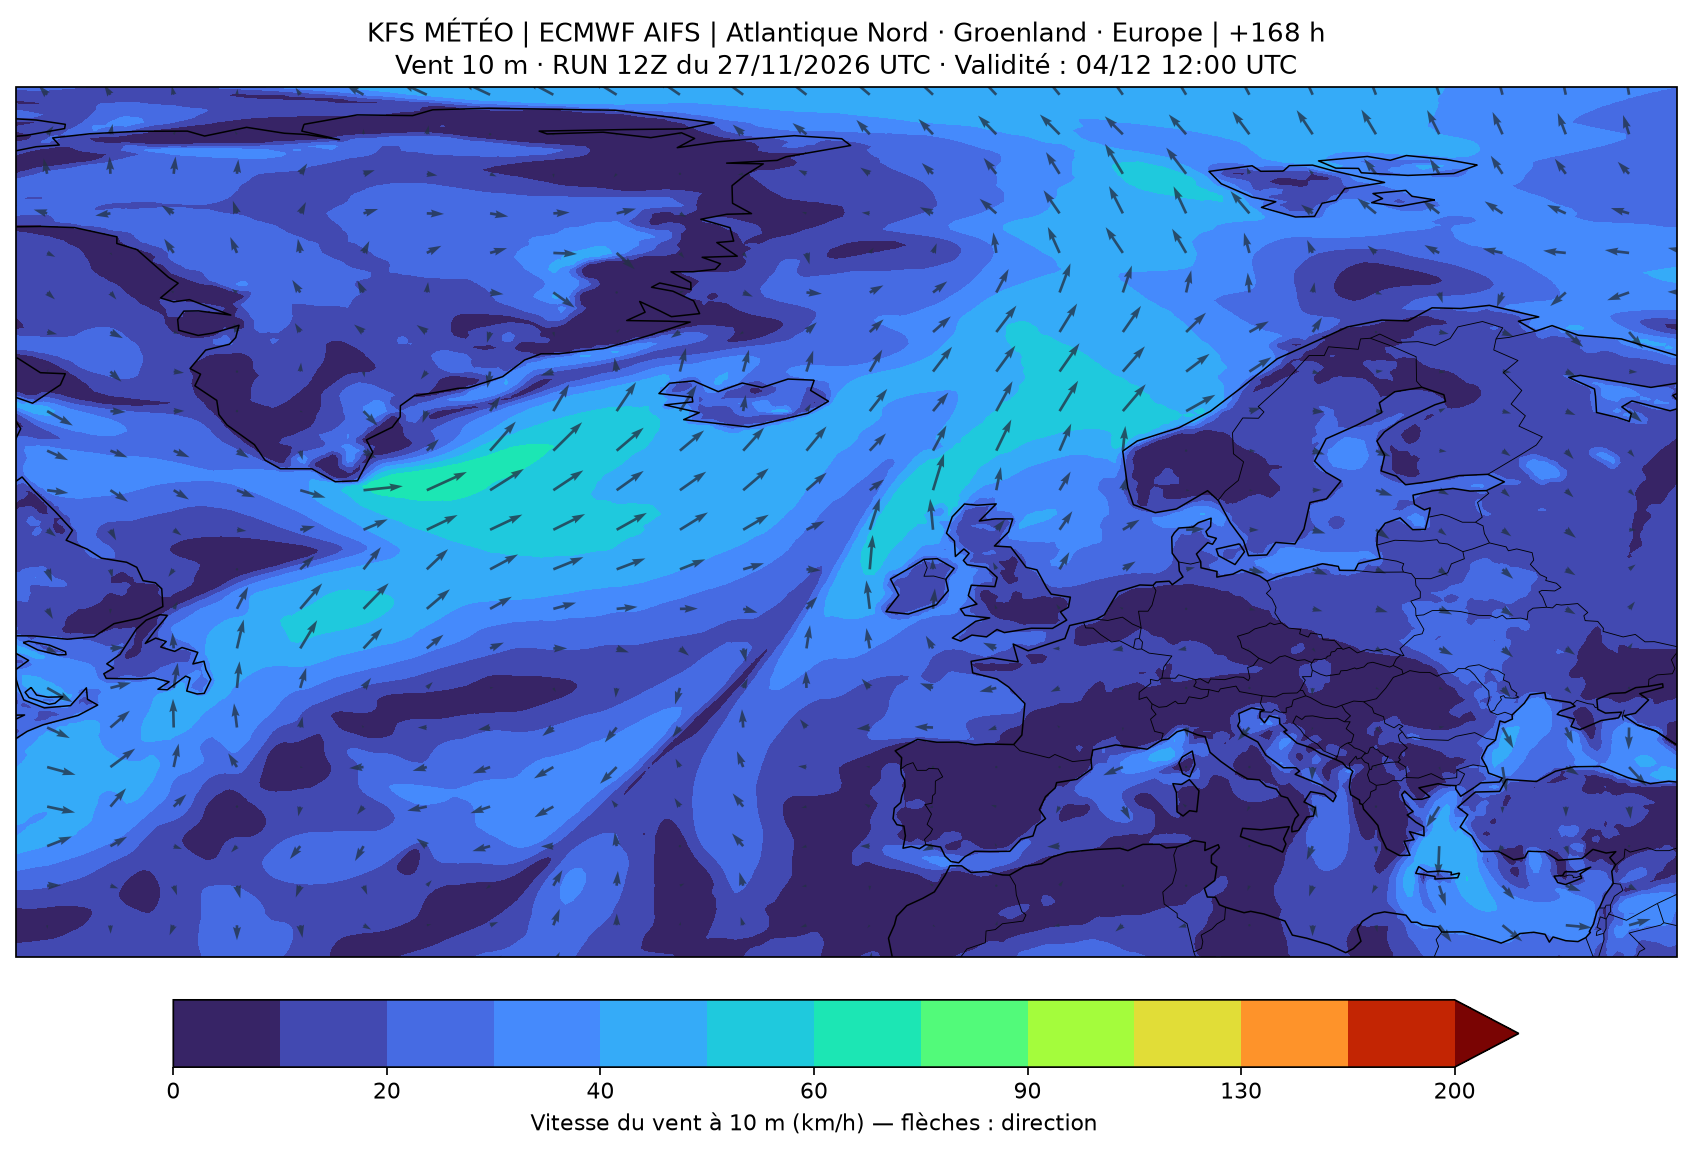 KFS MÉTÉO | ECMWF AIFS | Atlantique Nord · Groenland · Europe | +168 h
Vent 10 m · RUN 12Z du 27/11/2026 UTC · Validité : 04/12 12:00 UTC
0 20 40 60 90 130 200
Vitesse du vent à 10 m (km/h) — flèches : direction